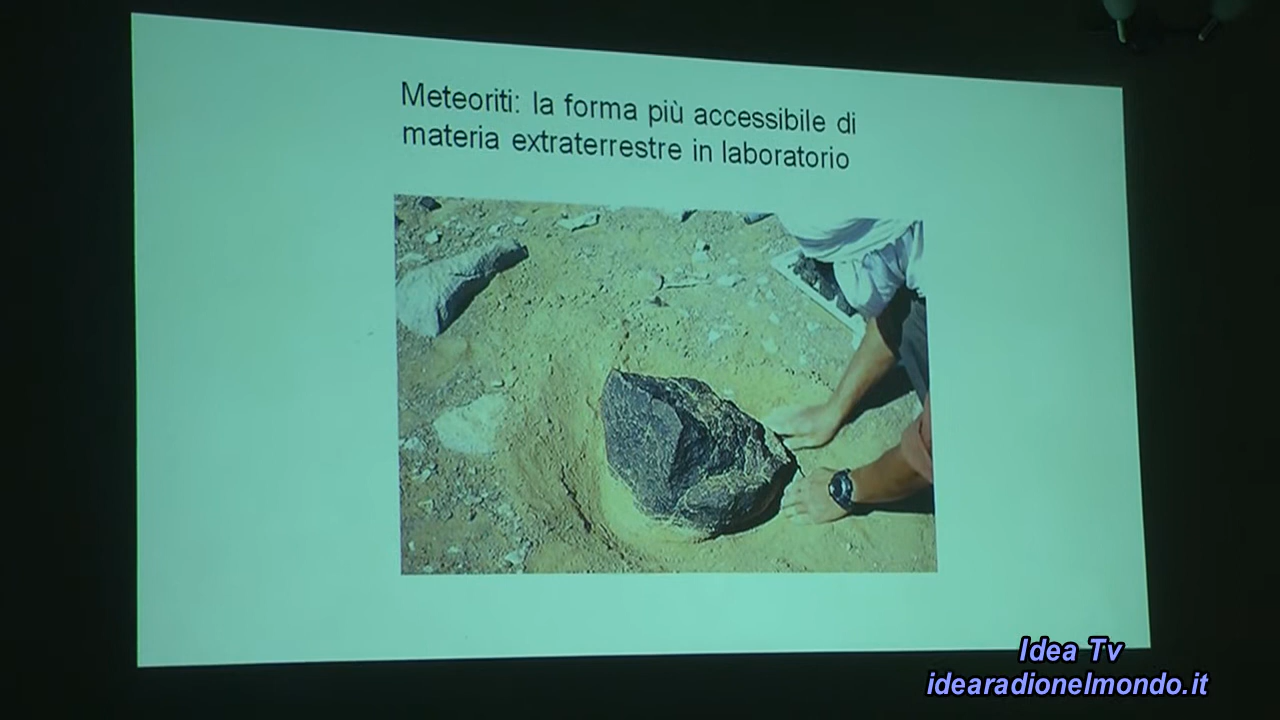 Meteoriti: la forma più accessibile di
materia extraterrestre in laboratorio
Idea Tv
idearadionelmondo.it